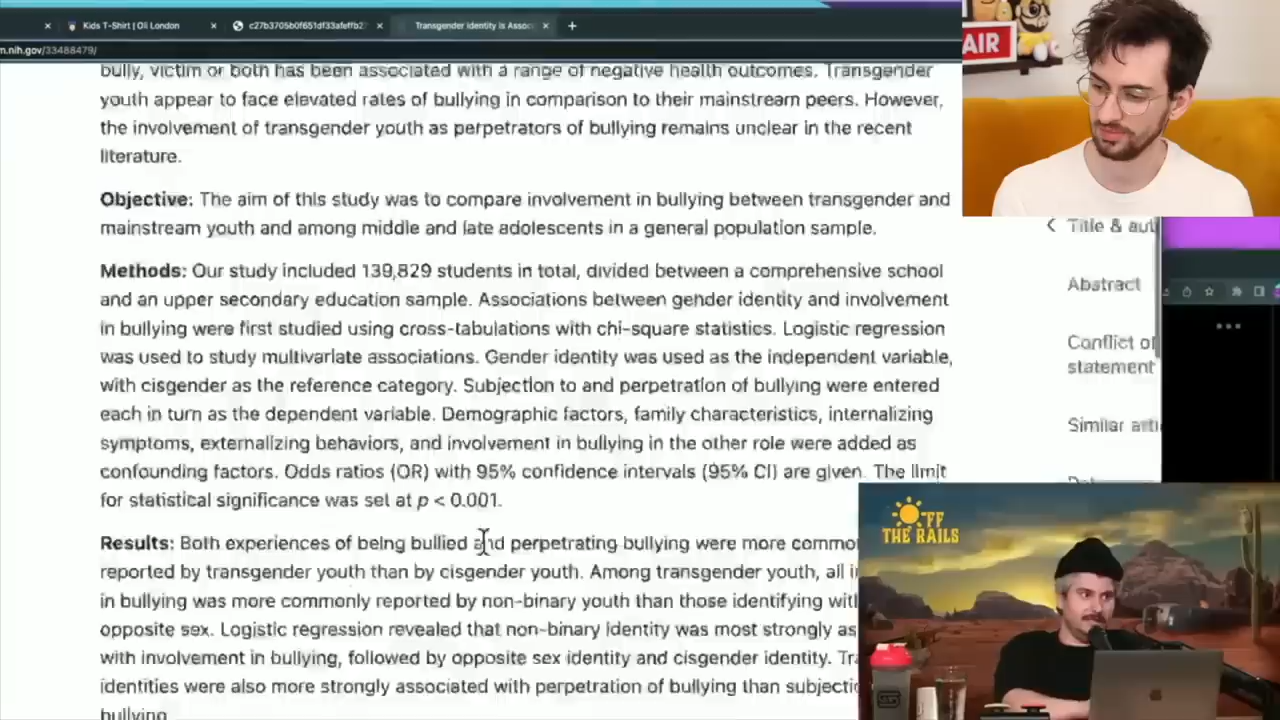 Kids T-Shirt | Oli London
c27b3705b0f651df33afeffb2
Transgender Identity Is Assoc
m.nih.gov/33488479/
bully, victim or both has been associated with a range of negative health outcomes. Transgender
youth appear to face elevated rates of bullying in comparison to their mainstream peers. However,
the involvement of transgender youth as perpetrators of bullying remains unclear in the recent
literature.
Objective: The aim of this study was to compare involvement in bullying between transgender and
mainstream youth and among middle and late adolescents in a general population sample.
Methods: Our study included 139,829 students in total, divided between a comprehensive school
and an upper secondary education sample. Associations between gender identity and involvement
in bullying were first studied using cross-tabulations with chi-square statistics. Logistic regression
was used to study multivariate associations. Gender identity was used as the independent variable,
with cisgender as the reference category. Subjection to and perpetration of bullying were entered
each in turn as the dependent variable. Demographic factors, family characteristics, internalizing
symptoms, externalizing behaviors, and involvement in bullying in the other role were added as
confounding factors. Odds ratios (OR) with 95% confidence intervals (95% CI) are given. The limit
for statistical significance was set at p < 0.001.
Results: Both experiences of being bullied and perpetrating bullying were more commo
reported by transgender youth than by cisgender youth. Among transgender youth, all i
in bullying was more commonly reported by non-binary youth than those identifying wit
opposite sex. Logistic regression revealed that non-binary identity was most strongly as
with involvement in bullying, followed by opposite sex identity and cisgender identity. Tr
identities were also more strongly associated with perpetration of bullying than subjectio
bullying
Title & aut
Abstract
Conflict of
statement
Similar arti
AIR
OFF
THE RAILS